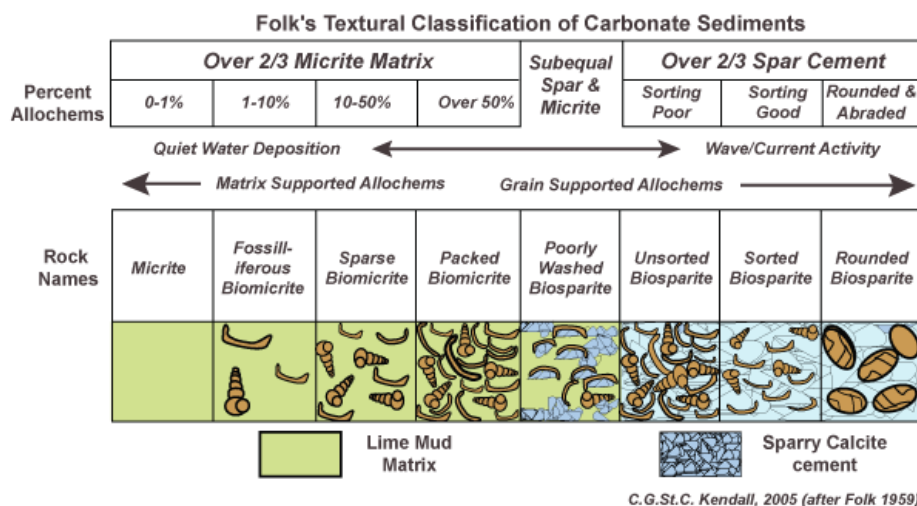 Folk's Textural Classification of Carbonate Sediments
Over 2/3 Micrite Matrix
Subequal
Spar &
Micrite
Over 2/3 Spar Cement
Percent
Allochems
0-1%
1-10%
10-50%
Over 50%
Sorting
Poor
Sorting
Good
Rounded &
Abraded
Quiet Water Deposition
Wave/Current Activity
Matrix Supported Allochems
Grain Supported Allochems
Rock
Names
Micrite
Fossill-
iferous
Biomicrite
Sparse
Biomicrite
Packed
Biomicrite
Poorly
Washed
Biosparite
Unsorted
Biosparite
Sorted
Biosparite
Rounded
Biosparite
Lime Mud
Matrix
Sparry Calcite
cement
C.G.St.C. Kendall, 2005 (after Folk 1959)